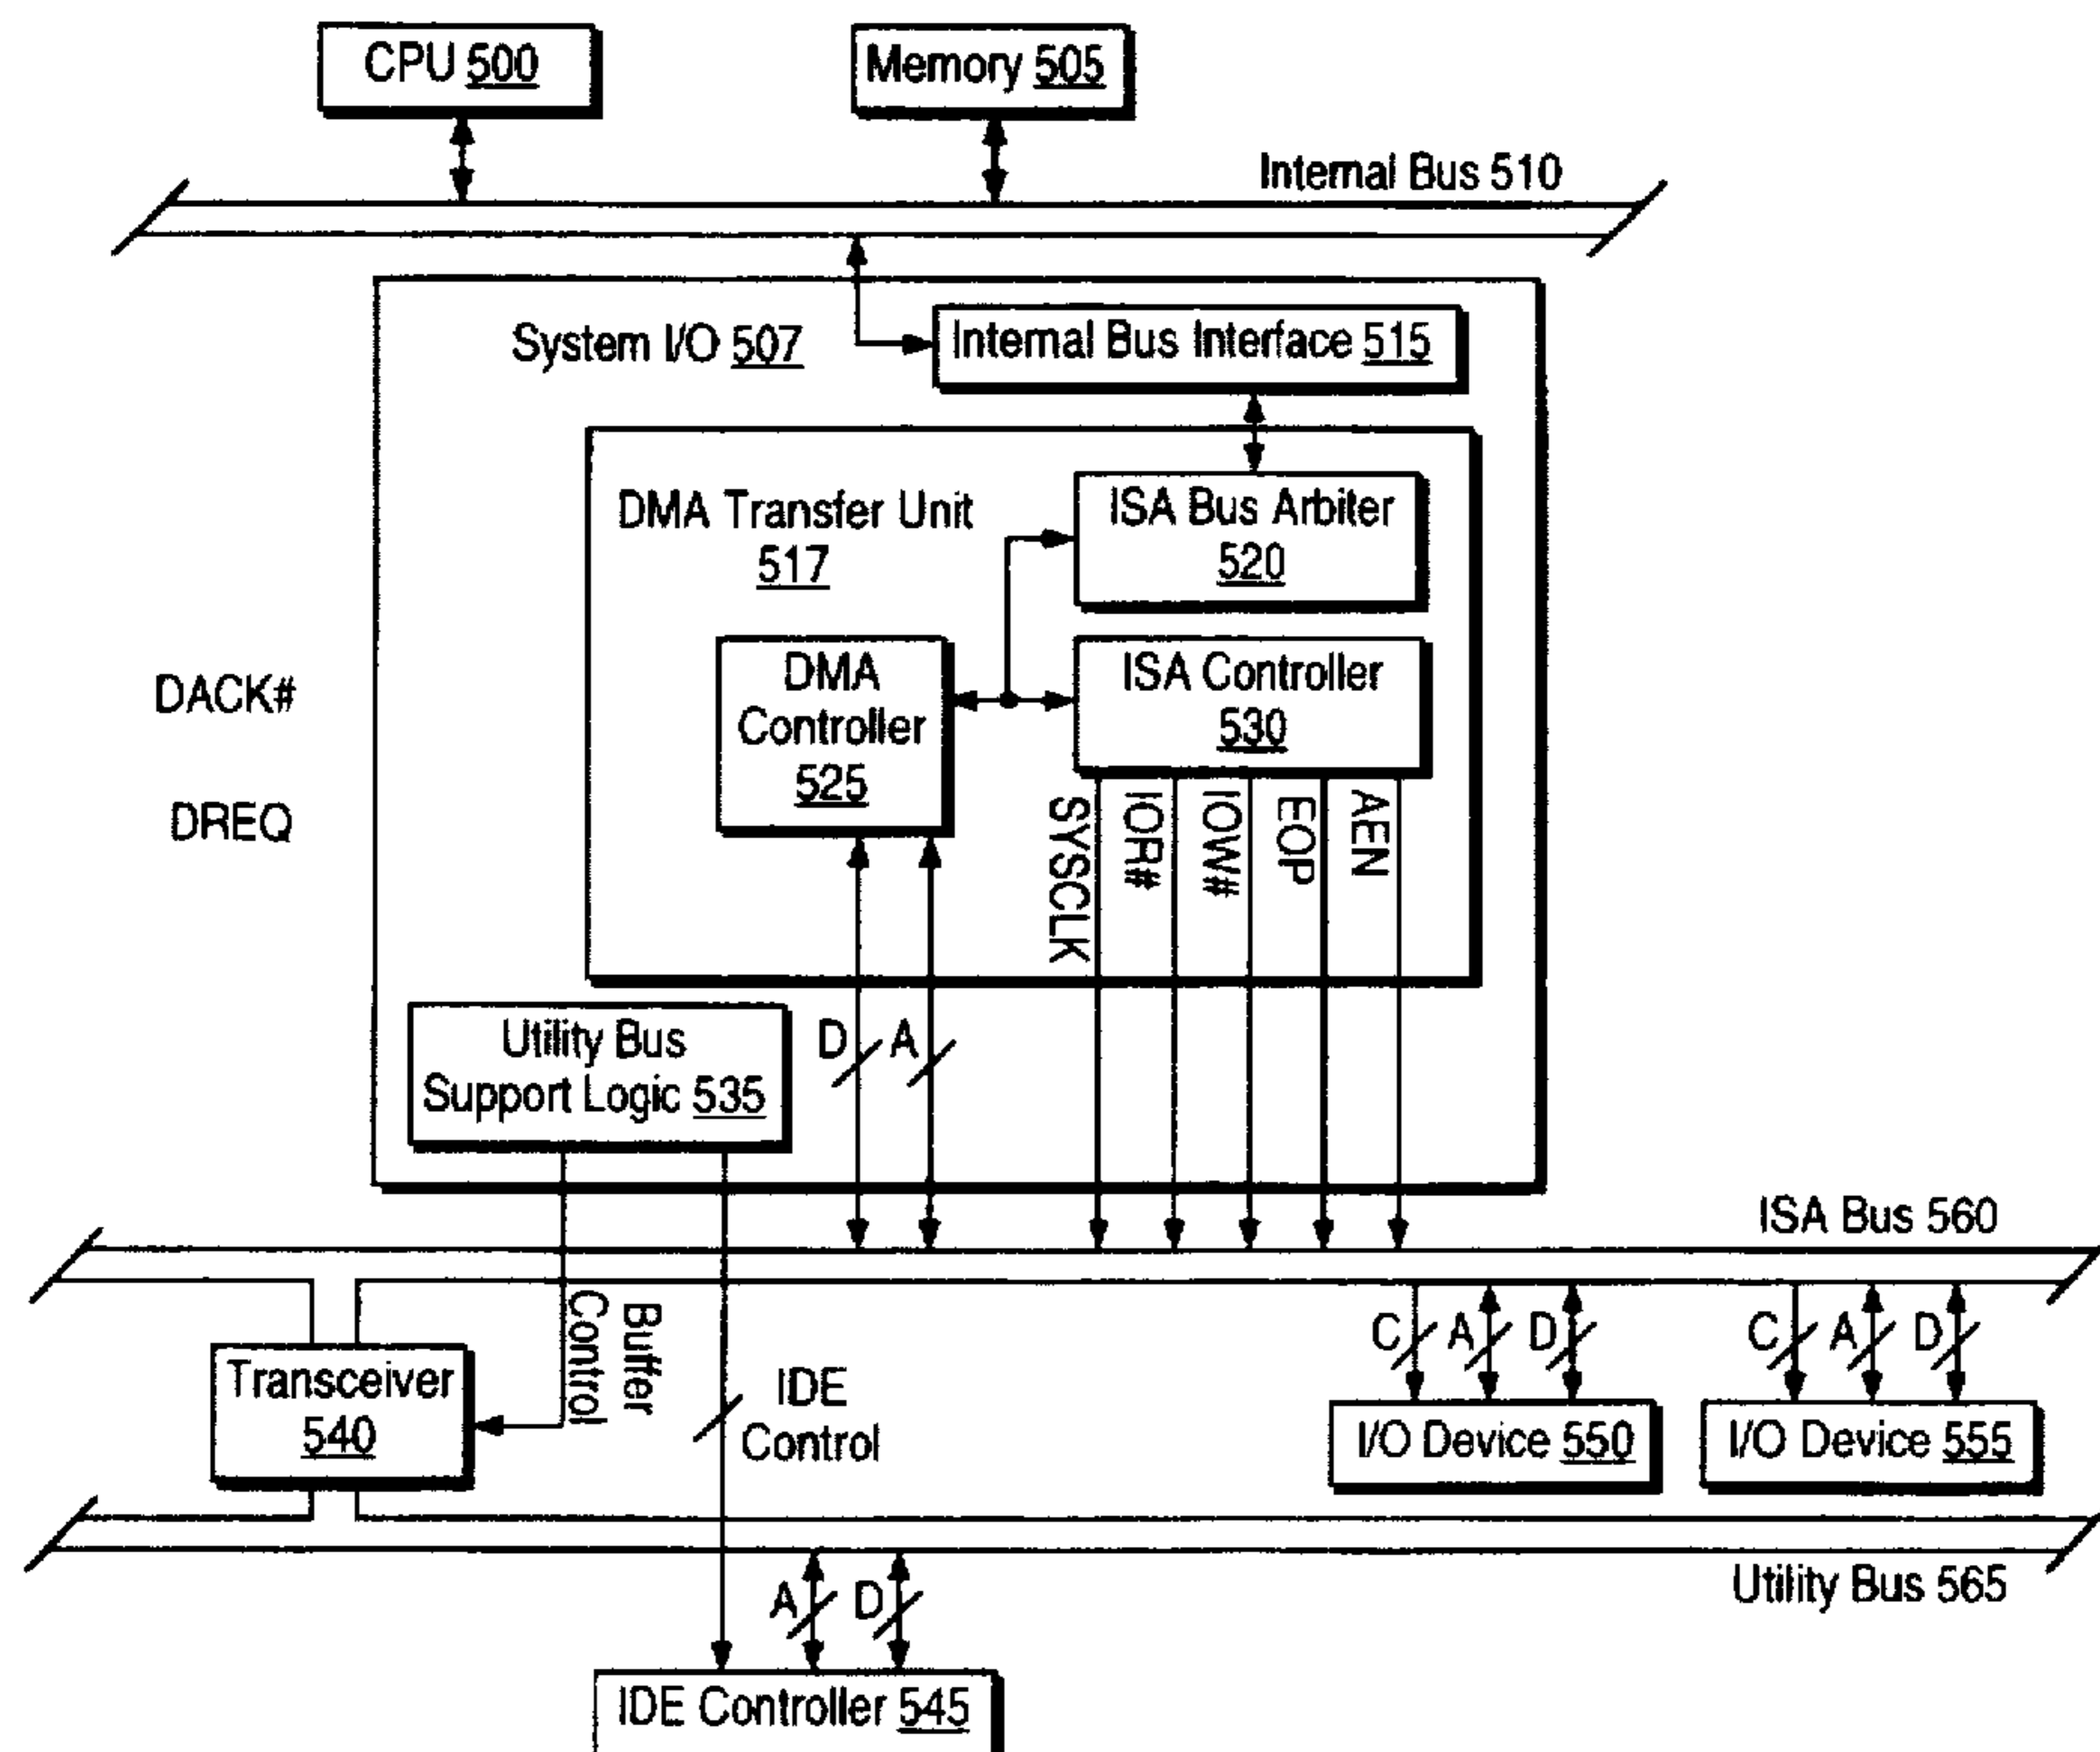 CPU 500
Memory 505
Internal Bus 510
System I/O 507
Internal Bus Interface 515
DMA Transfer Unit
517
ISA Bus Arbiter
520
DMA
Controller
525
ISA Controller
530
DACK#
DREQ
SYSCLK
IOR#
IOW#
EOP
AEN
Utility Bus
Support Logic 535
D
A
ISA Bus 560
Transceiver
540
Buffer
Control
IDE
Control
C
A
D
C
A
D
I/O Device 550
I/O Device 555
Utility Bus 565
A
D
IDE Controller 545